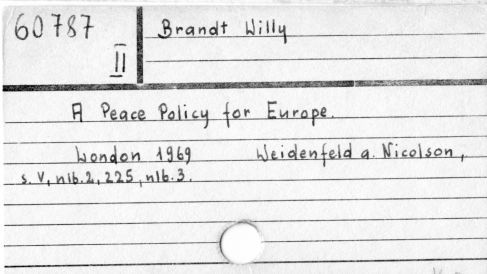 60787 Brandt Willy
II
A Peace Policy for Europe.
London 1969 Weidenfeld a. Nicolson,
s. V, nlb. 2, 225, nlb. 3.